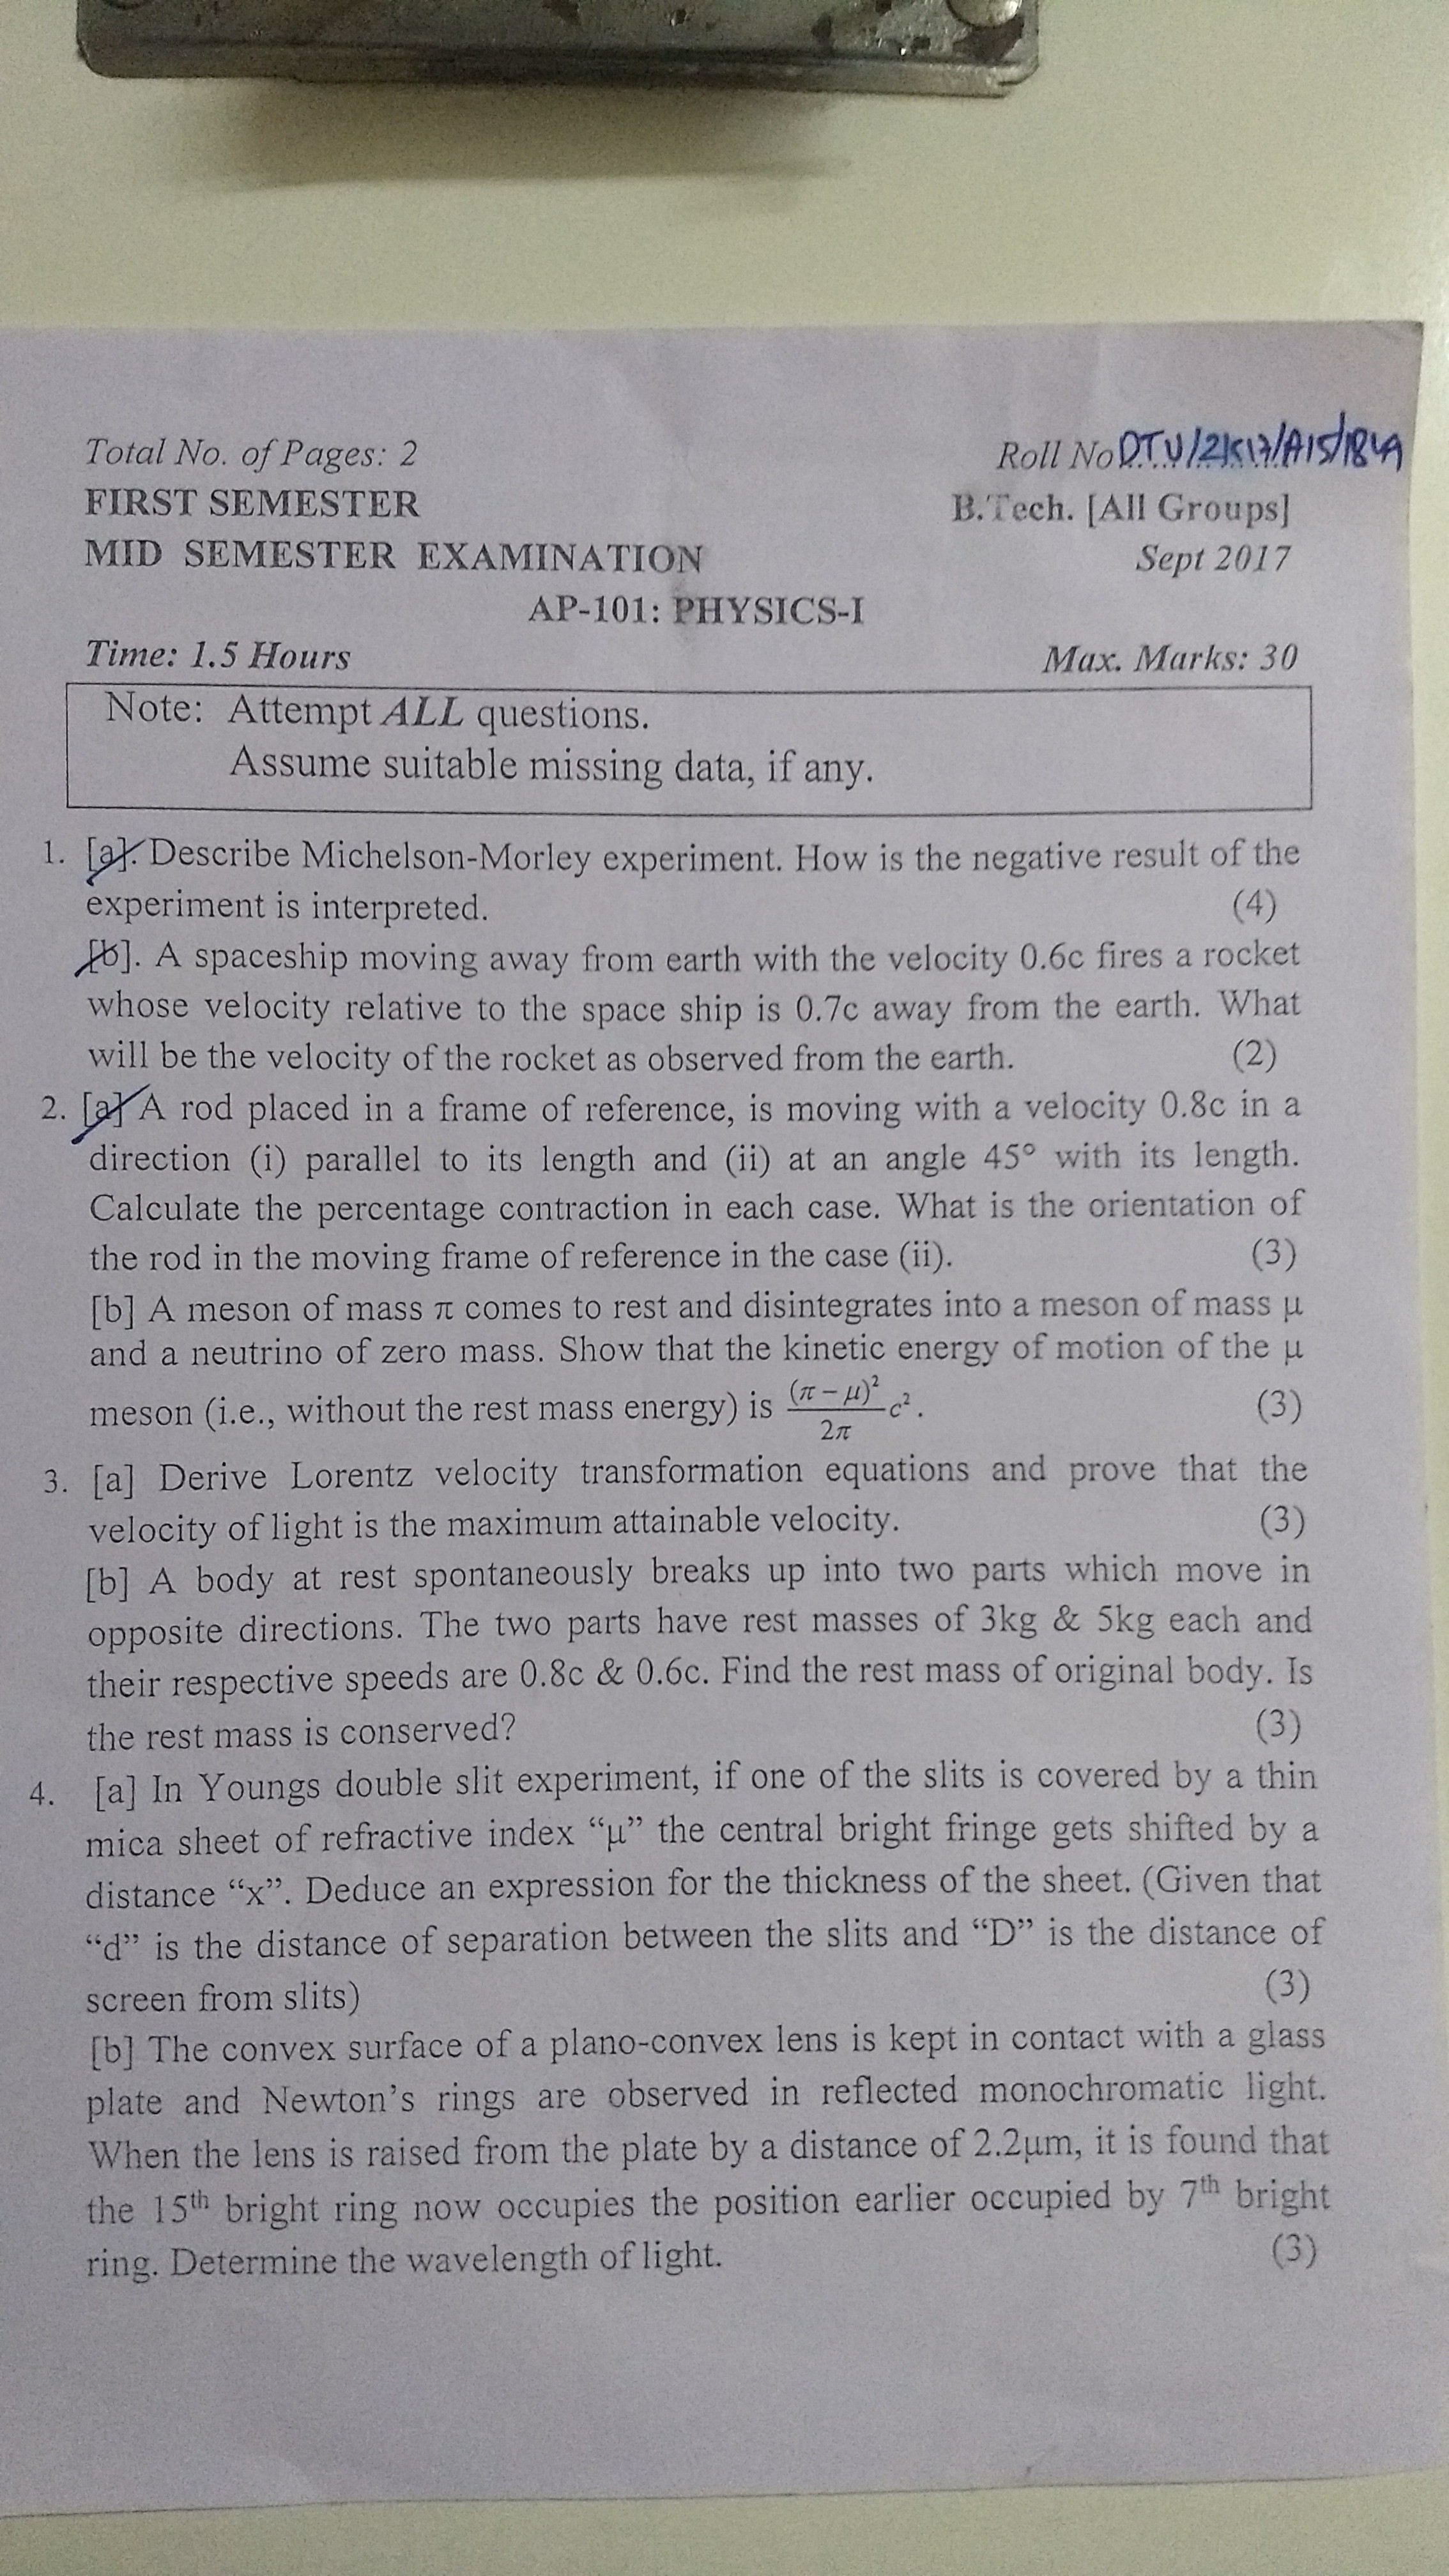 Total No. of Pages: 2 Roll No DTU/2K17/A15/184
FIRST SEMESTER B.Tech. [All Groups]
MID SEMESTER EXAMINATION Sept 2017
AP-101: PHYSICS-I
Time: 1.5 Hours Max. Marks: 30
Note: Attempt ALL questions.
Assume suitable missing data, if any.
1. [a]. Describe Michelson-Morley experiment. How is the negative result of the
experiment is interpreted. (4)
[b]. A spaceship moving away from earth with the velocity 0.6c fires a rocket
whose velocity relative to the space ship is 0.7c away from the earth. What
will be the velocity of the rocket as observed from the earth. (2)
2. [a] A rod placed in a frame of reference, is moving with a velocity 0.8c in a
direction (i) parallel to its length and (ii) at an angle 45° with its length.
Calculate the percentage contraction in each case. What is the orientation of
the rod in the moving frame of reference in the case (ii). (3)
[b] A meson of mass π comes to rest and disintegrates into a meson of mass μ
and a neutrino of zero mass. Show that the kinetic energy of motion of the μ
meson (i.e., without the rest mass energy) is (π – μ)²/2π c². (3)
3. [a] Derive Lorentz velocity transformation equations and prove that the
velocity of light is the maximum attainable velocity. (3)
[b] A body at rest spontaneously breaks up into two parts which move in
opposite directions. The two parts have rest masses of 3kg & 5kg each and
their respective speeds are 0.8c & 0.6c. Find the rest mass of original body. Is
the rest mass is conserved? (3)
4. [a] In Youngs double slit experiment, if one of the slits is covered by a thin
mica sheet of refractive index “μ” the central bright fringe gets shifted by a
distance “x”. Deduce an expression for the thickness of the sheet. (Given that
“d” is the distance of separation between the slits and “D” is the distance of
screen from slits) (3)
[b] The convex surface of a plano-convex lens is kept in contact with a glass
plate and Newton’s rings are observed in reflected monochromatic light.
When the lens is raised from the plate by a distance of 2.2μm, it is found that
the 15th bright ring now occupies the position earlier occupied by 7th bright
ring. Determine the wavelength of light. (3)